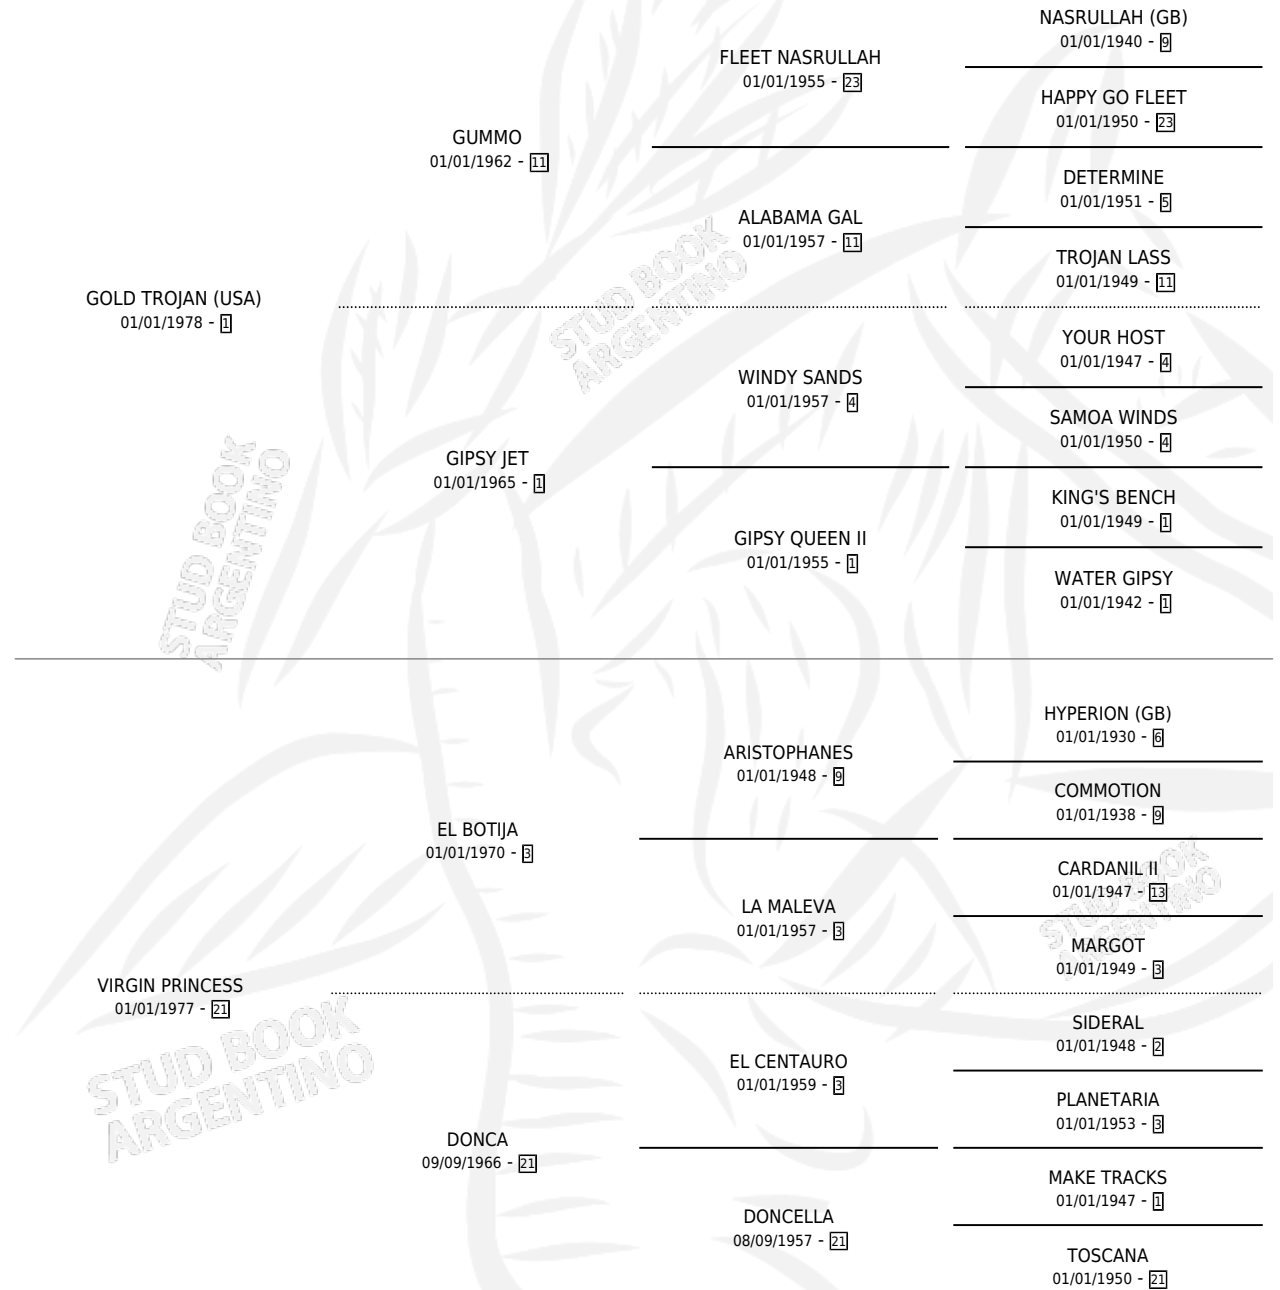 NASRULLAH (GB)
01/01/1940 - 9
FLEET NASRULLAH
01/01/1955 - 23
HAPPY GO FLEET
01/01/1950 - 23
GUMMO
01/01/1962 - 11
DETERMINE
01/01/1951 - 5
ALABAMA GAL
01/01/1957 - 11
TROJAN LASS
01/01/1949 - 11
GOLD TROJAN (USA)
01/01/1978 - 1
YOUR HOST
01/01/1947 - 4
WINDY SANDS
01/01/1957 - 4
SAMOA WINDS
01/01/1950 - 4
GIPSY JET
01/01/1965 - 1
KING'S BENCH
01/01/1949 - 1
GIPSY QUEEN II
01/01/1955 - 1
WATER GIPSY
01/01/1942 - 1
HYPERION (GB)
01/01/1930 - 6
ARISTOPHANES
01/01/1948 - 9
COMMOTION
01/01/1938 - 9
EL BOTIJA
01/01/1970 - 3
CARDANIL II
01/01/1947 - 13
LA MALEVA
01/01/1957 - 3
MARGOT
01/01/1949 - 3
VIRGIN PRINCESS
01/01/1977 - 21
SIDERAL
01/01/1948 - 2
EL CENTAURO
01/01/1959 - 3
PLANETARIA
01/01/1953 - 3
DONCA
09/09/1966 - 21
MAKE TRACKS
01/01/1947 - 1
DONCELLA
08/09/1957 - 21
TOSCANA
01/01/1950 - 21
STUD BOOK
ARGENTINO
STUD BOOK
ARGENTINO
STUD BOOK
ARGENTINO
STUD BOOK
ARGENTINO